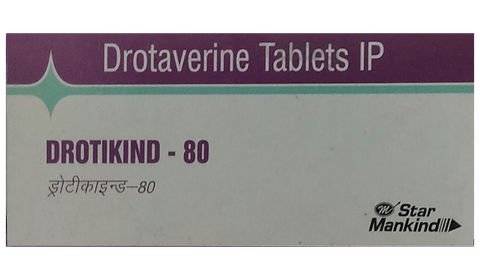 Drotaverine Tablets IP
DROTIKIND - 80
ड्रोटीकाइन्ड–80
Star
Mankind